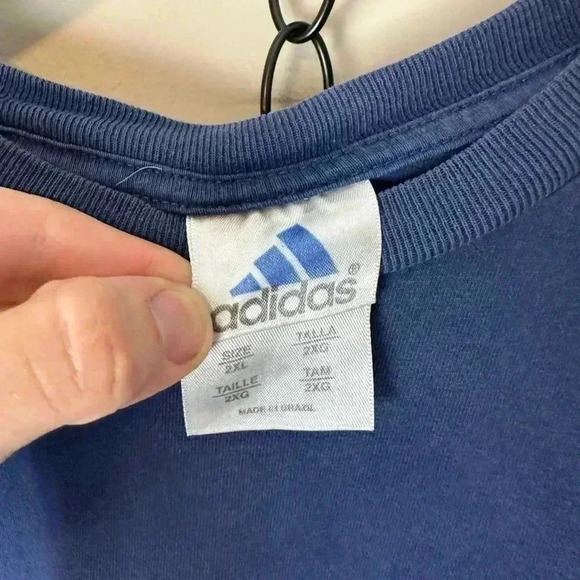 adidas®
SIZE
2XL
TALLA
2XG
TAILLE
2XG
TAM
2XG
MADE IN BRAZIL